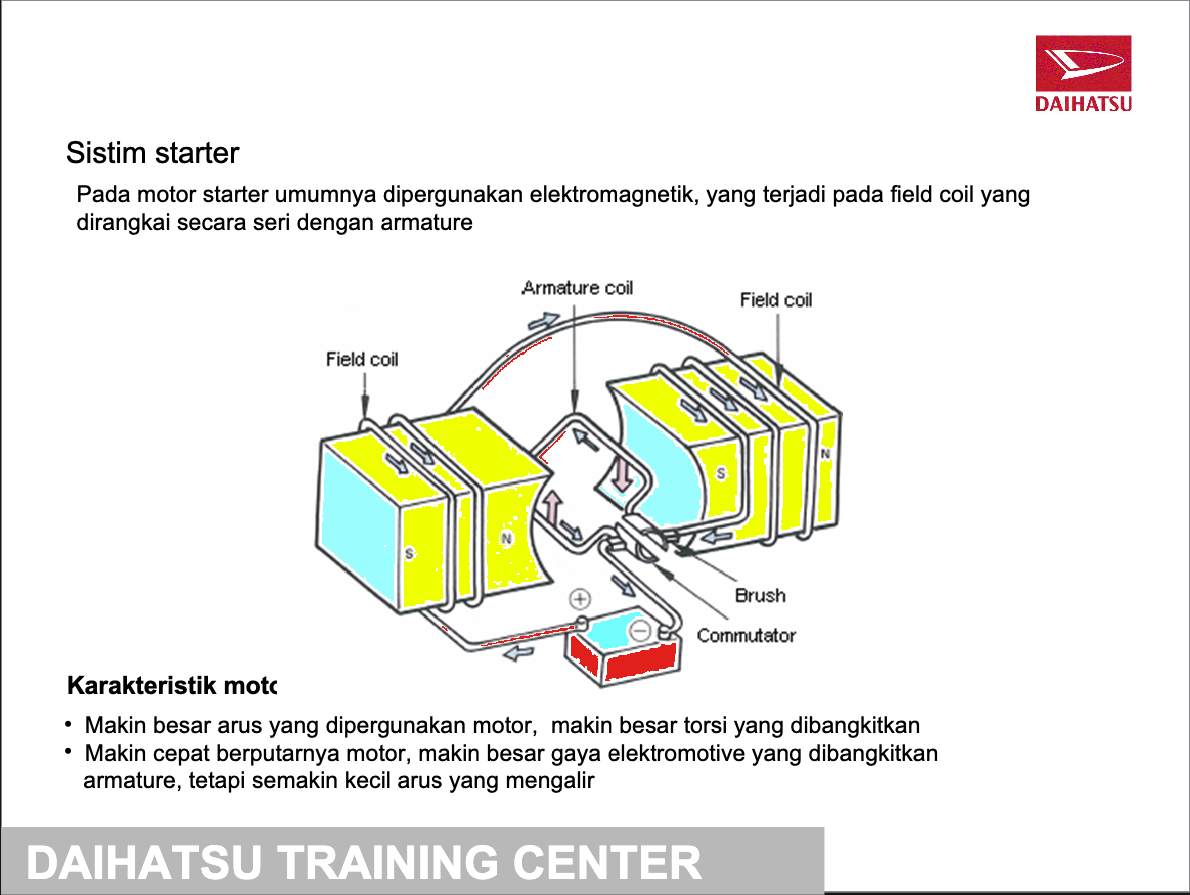 DAIHATSU
Sistim starter
Pada motor starter umumnya dipergunakan elektromagnetik, yang terjadi pada field coil yang
dirangkai secara seri dengan armature
Armature coil
Field coil
Field coil
N
S
S
N
+
−
Brush
Commutator
Karakteristik
• Makin besar arus yang dipergunakan motor, makin besar torsi yang dibangkitkan
• Makin cepat berputarnya motor, makin besar gaya elektromotive yang dibangkitkan
armature, tetapi semakin kecil arus yang mengalir
DAIHATSU TRAINING CENTER